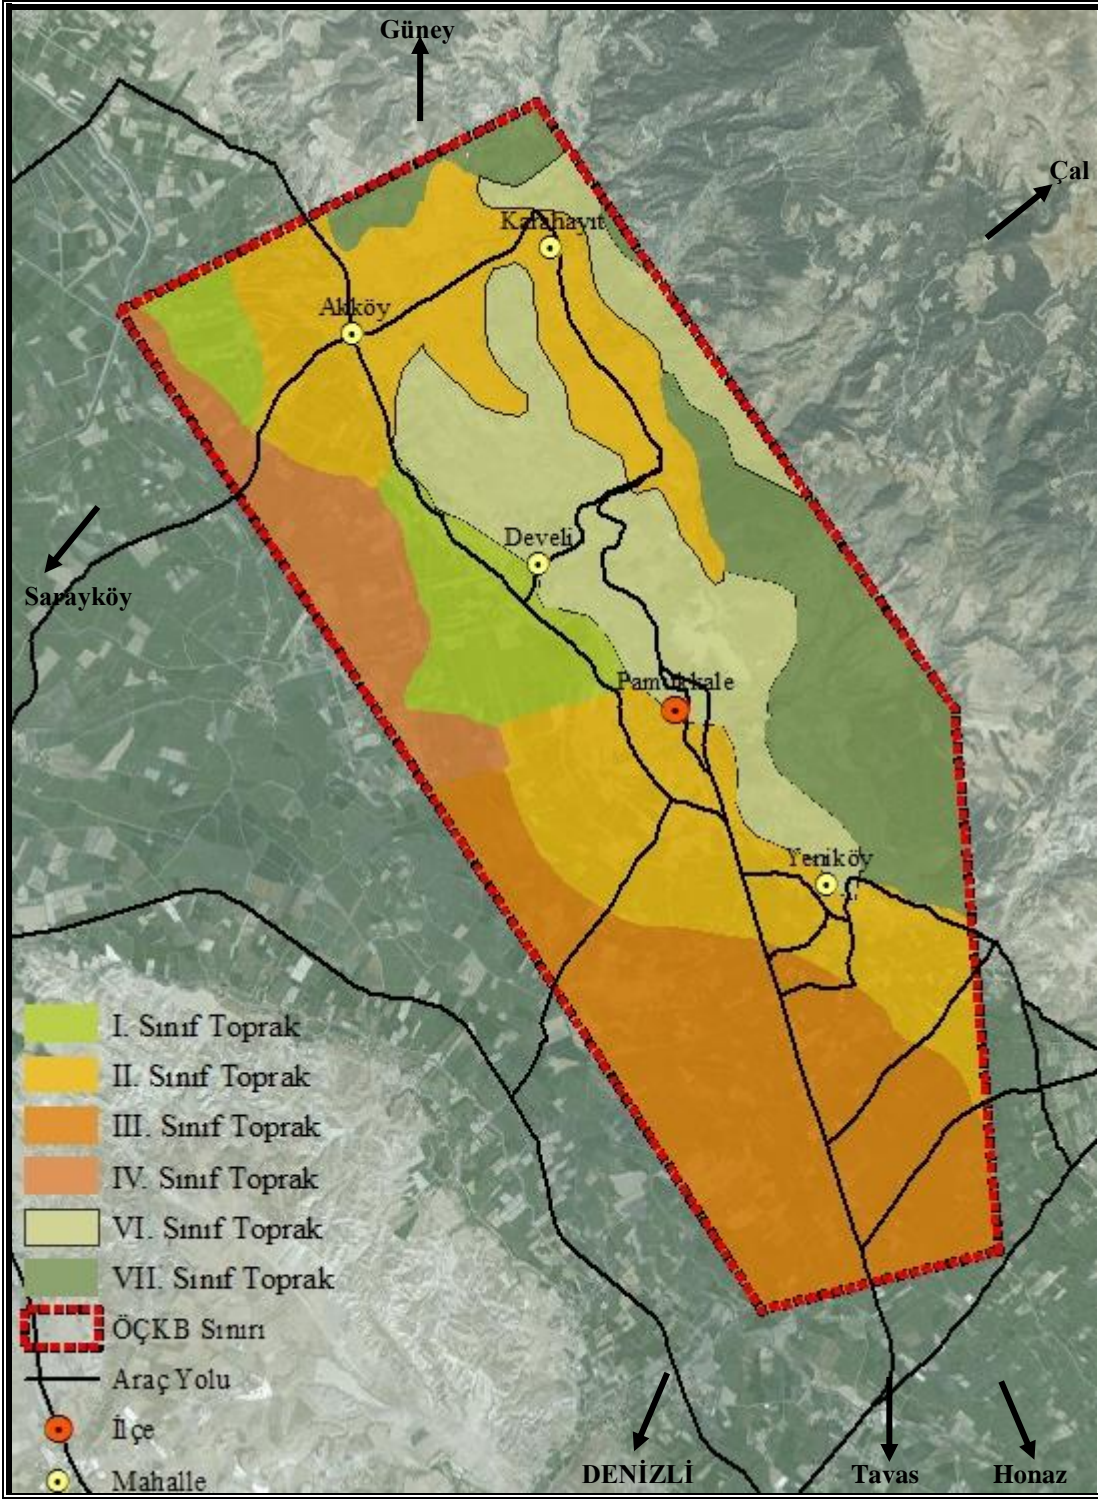 Güney
Çal
Karahayıt
Akköy
Develi
Sarayköy
Pamukkale
Yeniköy
I. Sınıf Toprak
II. Sınıf Toprak
III. Sınıf Toprak
IV. Sınıf Toprak
VI. Sınıf Toprak
VII. Sınıf Toprak
ÖÇKB Sınırı
Araç Yolu
İlçe
Mahalle
DENİZLİ
Tavas
Honaz